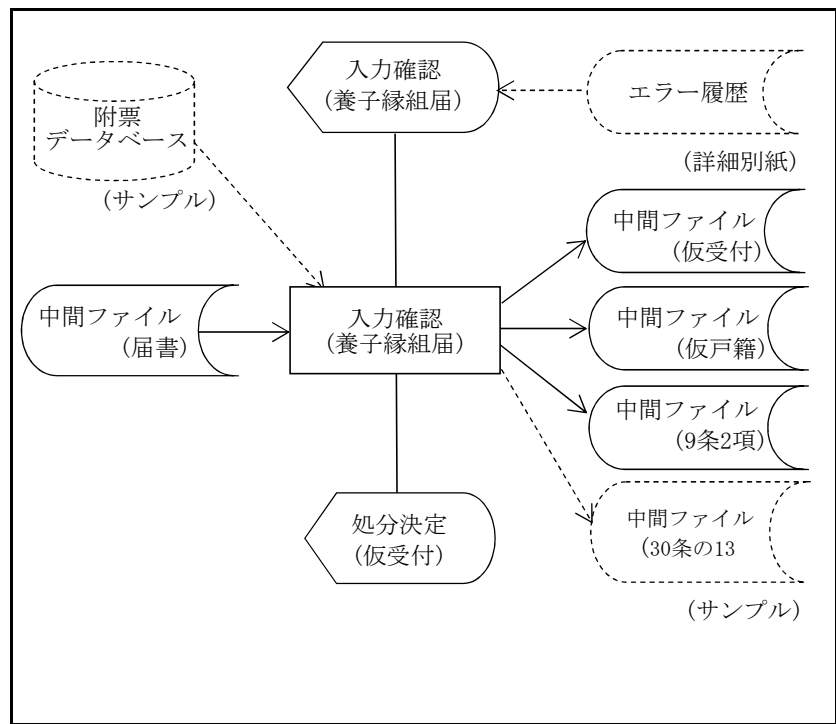 入力確認
(養子縁組届)
エラー履歴
(詳細別紙)
附票
データベース
(サンプル)
中間ファイル
(仮受付)
中間ファイル
(届書)
入力確認
(養子縁組届)
中間ファイル
(仮戸籍)
中間ファイル
(9条2項)
処分決定
(仮受付)
中間ファイル
(30条の13
(サンプル)